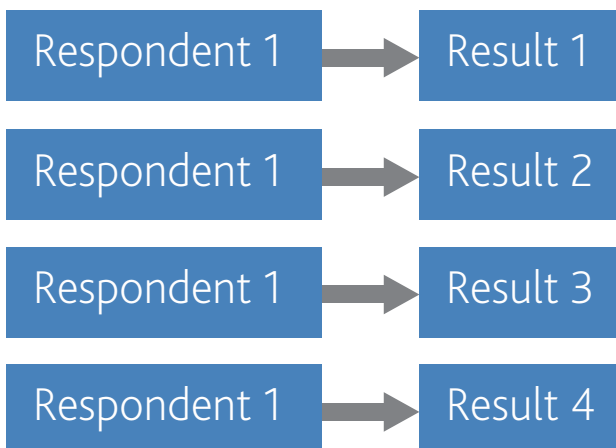 Respondent 1 Result 1
Respondent 1 Result 2
Respondent 1 Result 3
Respondent 1 Result 4